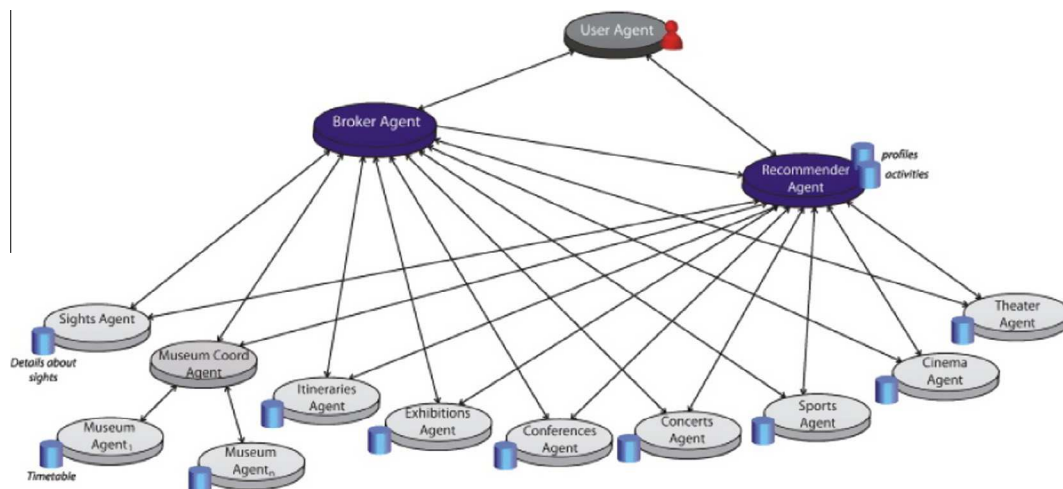 User Agent
Broker Agent
profiles
Recommender
activities
Agent
Sights Agent
Details about
sights
Museum Coord
Agent
Theater
Agent
Cinema
Agent
Itineraries
Agent
Exhibitions
Agent
Conferences
Agent
Concerts
Agent
Sports
Agent
Museum
Agent1
Timetable
Museum
Agentn